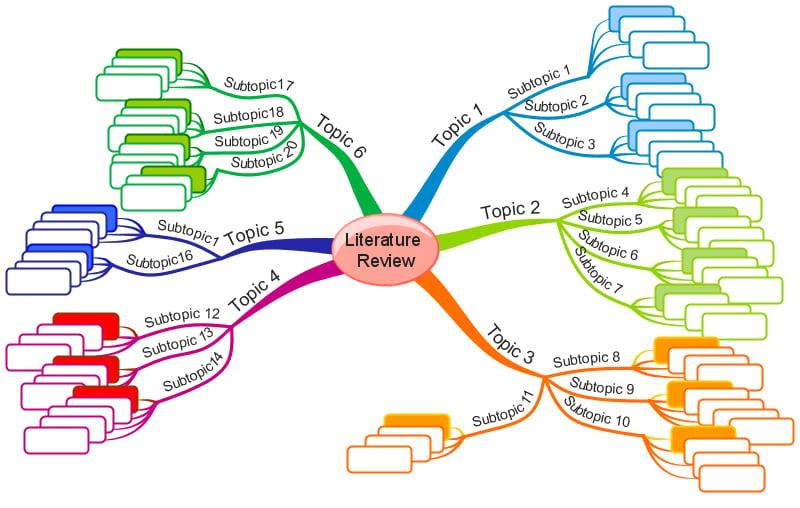 Literature
Review
Topic 1
Subtopic 1
Subtopic 2
Subtopic 3
Topic 2
Subtopic 4
Subtopic 5
Subtopic 6
Subtopic 7
Topic 3
Subtopic 8
Subtopic 9
Subtopic 10
Subtopic 11
Topic 4
Subtopic 12
Subtopic 13
Subtopic14
Topic 5
Subtopic1
Subtopic16
Topic 6
Subtopic17
Subtopic18
Subtopic 19
Subtopic 20